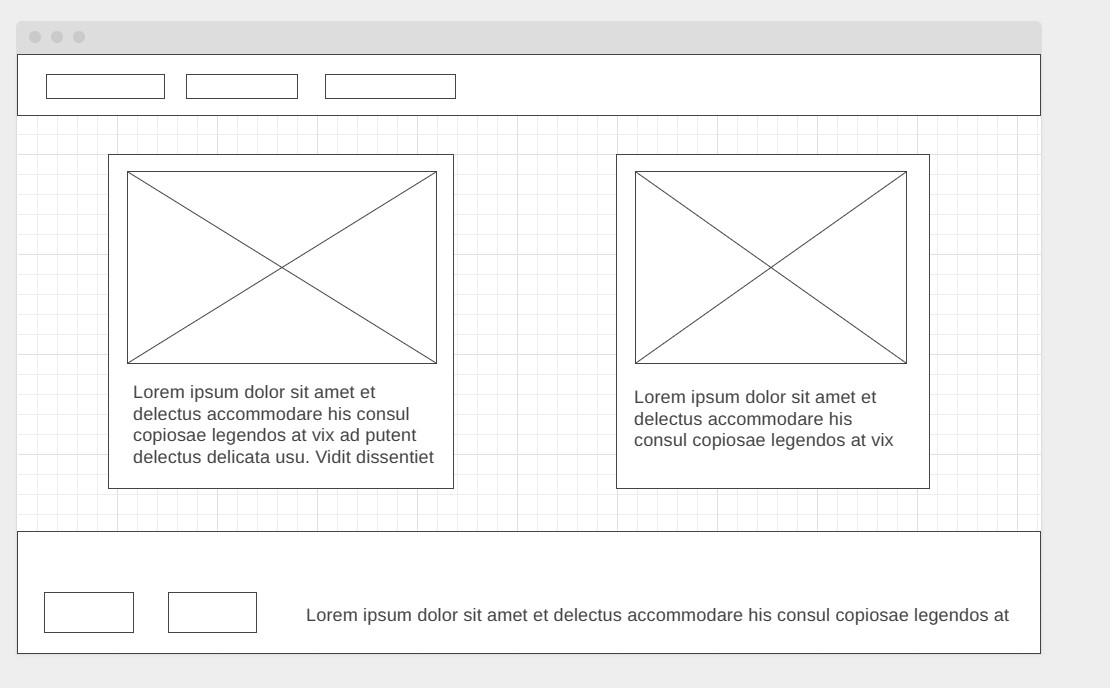 Lorem ipsum dolor sit amet et
delectus accommodare his consul
copiosae legendos at vix ad putent
delectus delicata usu. Vidit dissentiet
Lorem ipsum dolor sit amet et
delectus accommodare his
consul copiosae legendos at vix
Lorem ipsum dolor sit amet et delectus accommodare his consul copiosae legendos at